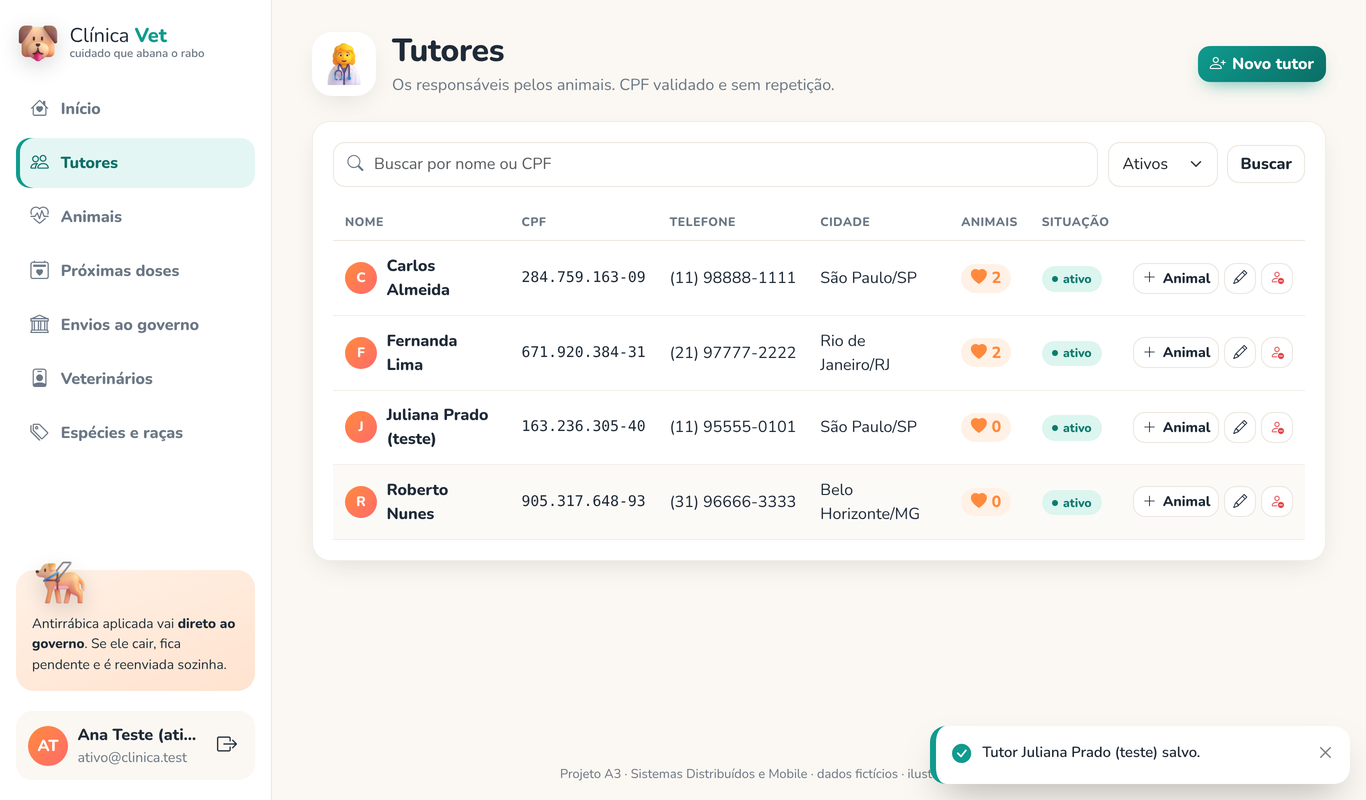 Clínica Vet
cuidado que abana o rabo
Início
Tutores
Animais
Próximas doses
Envios ao governo
Veterinários
Espécies e raças
Antirrábica aplicada vai direto ao
governo. Se ele cair, fica
pendente e é reenviada sozinha.
AT
Ana Teste (ati...
ativo@clinica.test
Tutores
Os responsáveis pelos animais. CPF validado e sem repetição.
Novo tutor
Buscar por nome ou CPF
Ativos
Buscar
NOME CPF TELEFONE CIDADE ANIMAIS SITUAÇÃO
C Carlos
Almeida
284.759.163-09 (11) 98888-1111 São Paulo/SP 2 ativo + Animal
F Fernanda
Lima
671.920.384-31 (21) 97777-2222 Rio de
Janeiro/RJ
2 ativo + Animal
J Juliana Prado
(teste)
163.236.305-40 (11) 95555-0101 São Paulo/SP 0 ativo + Animal
R Roberto
Nunes
905.317.648-93 (31) 96666-3333 Belo
Horizonte/MG
0 ativo + Animal
Projeto A3 · Sistemas Distribuídos e Mobile · dados fictícios · ilust
Tutor Juliana Prado (teste) salvo.